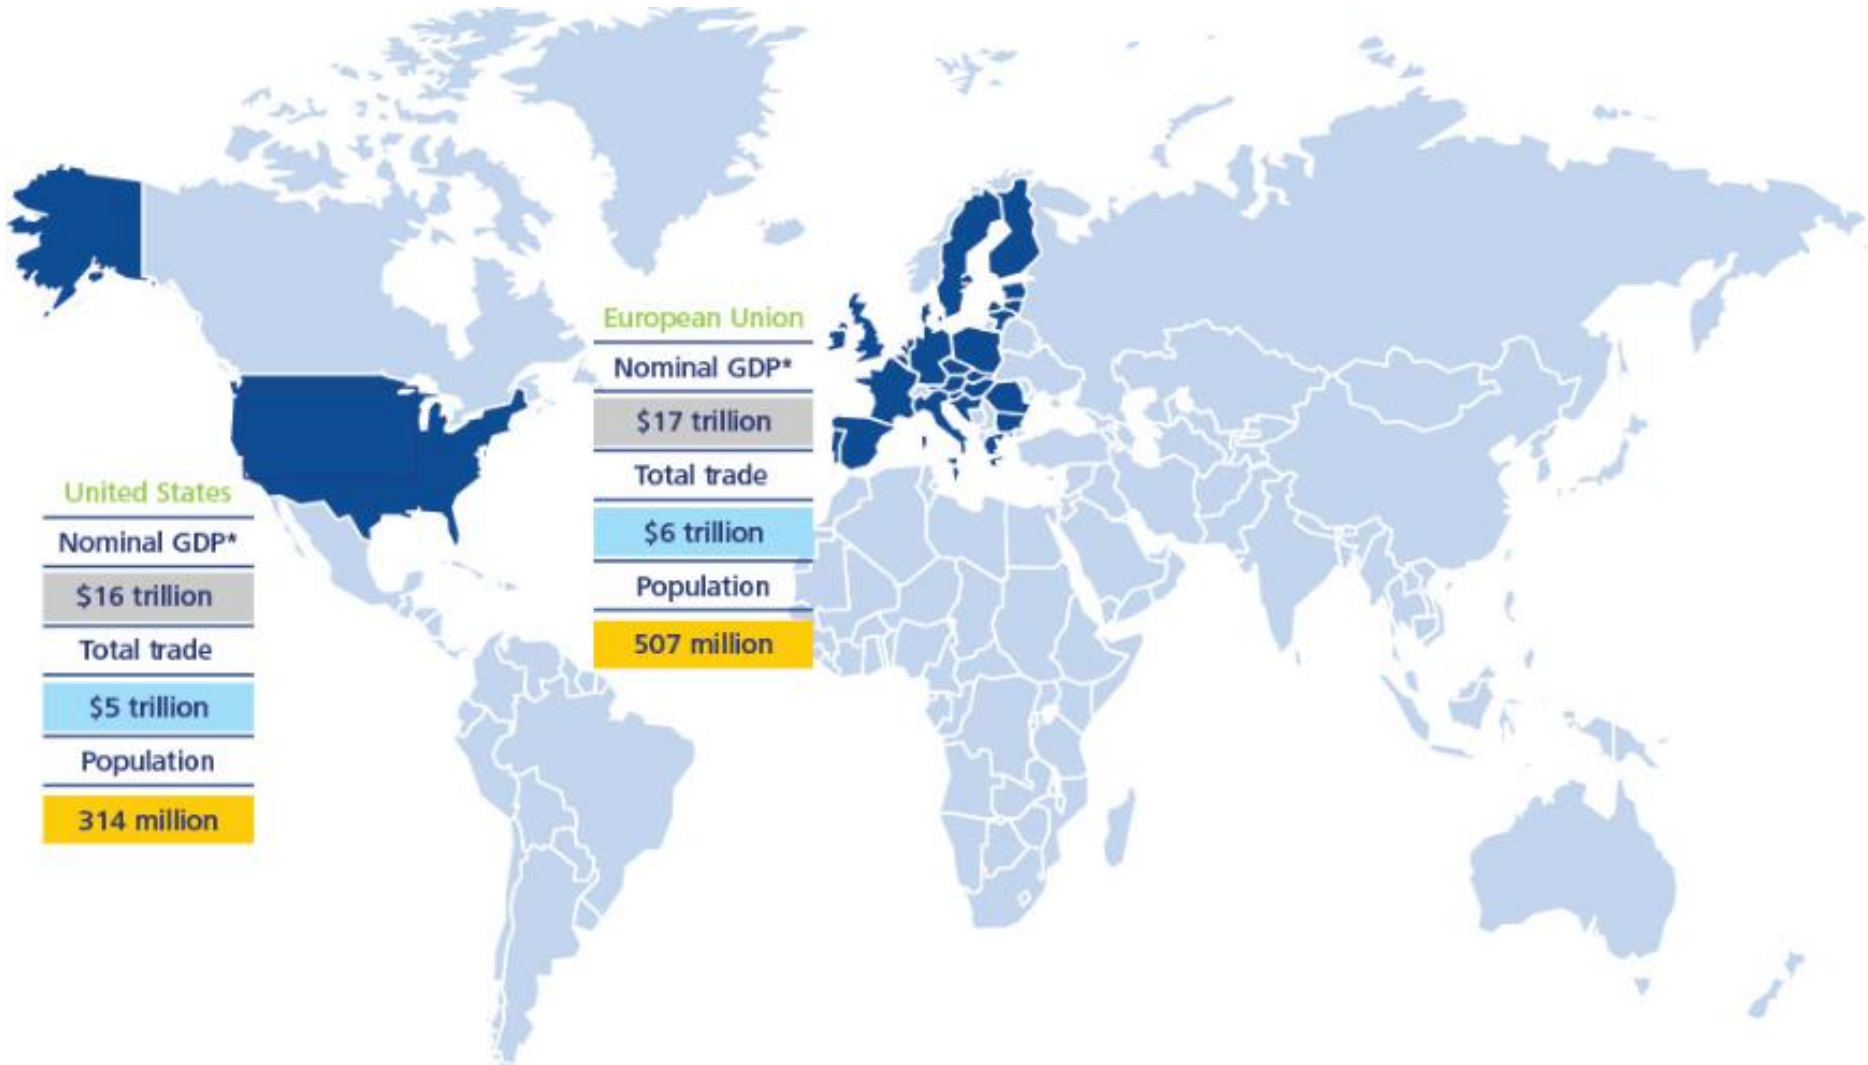 European Union
Nominal GDP*
$17 trillion
Total trade
$6 trillion
Population
507 million
United States
Nominal GDP*
$16 trillion
Total trade
$5 trillion
Population
314 million